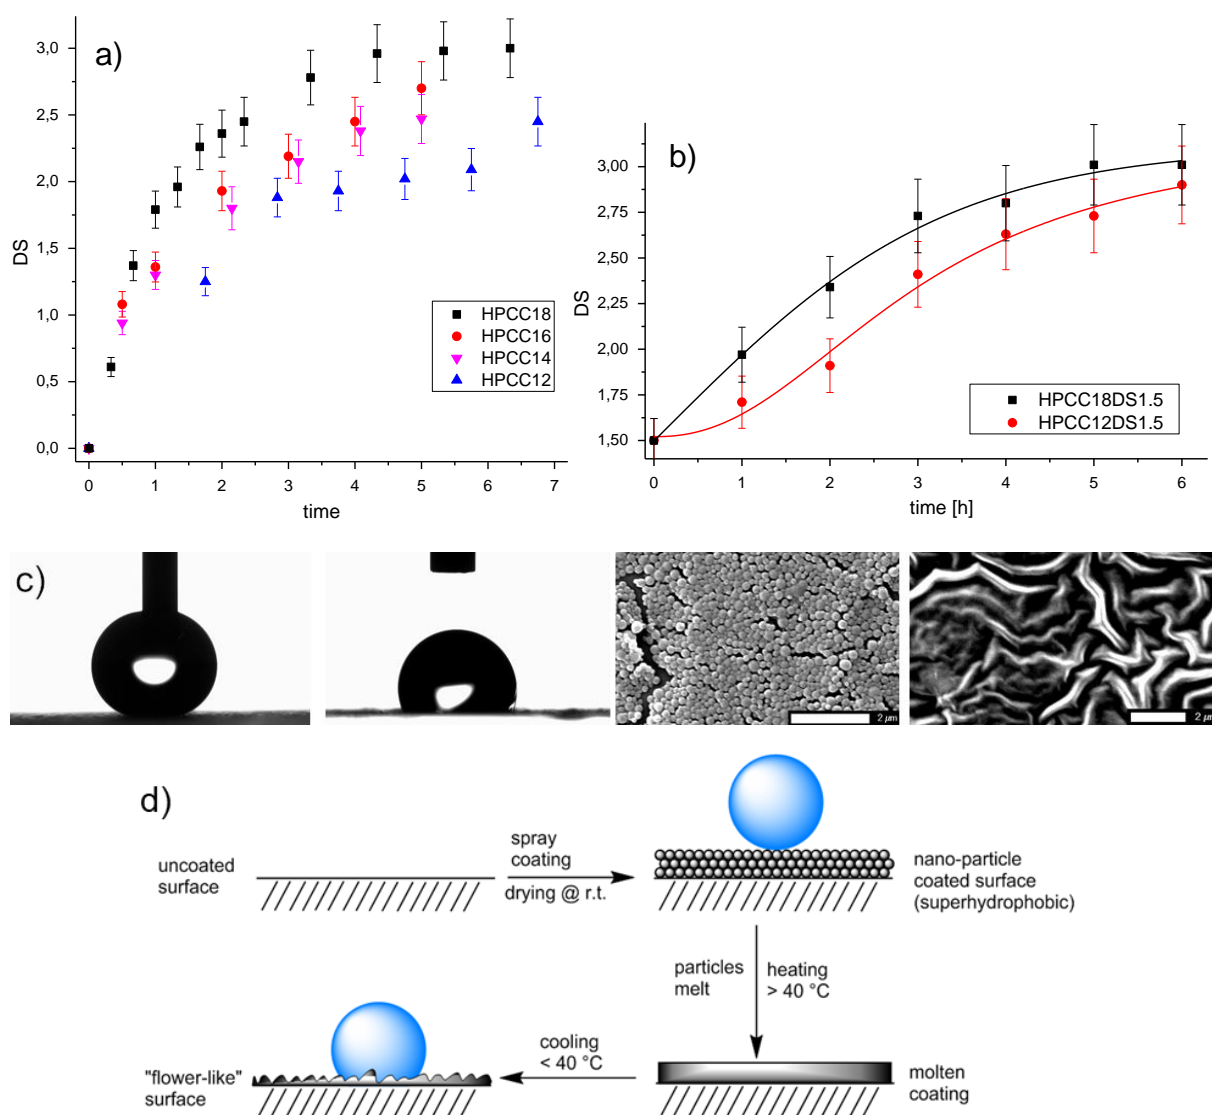 a)
DS
3,0
2,5
2,0
1,5
1,0
0,5
0,0
0 1 2 3 4 5 6 7
time
HPCC18
HPCC16
HPCC14
HPCC12
b)
DS
3,00
2,75
2,50
2,25
2,00
1,75
1,50
0 1 2 3 4 5 6
time [h]
HPCC18DS1.5
HPCC12DS1.5
c)
2 µm
2 µm
d)
uncoated
surface
spray
coating
drying @ r.t.
nano-particle
coated surface
(superhydrophobic)
particles
melt
heating
> 40 °C
molten
coating
cooling
< 40 °C
"flower-like"
surface